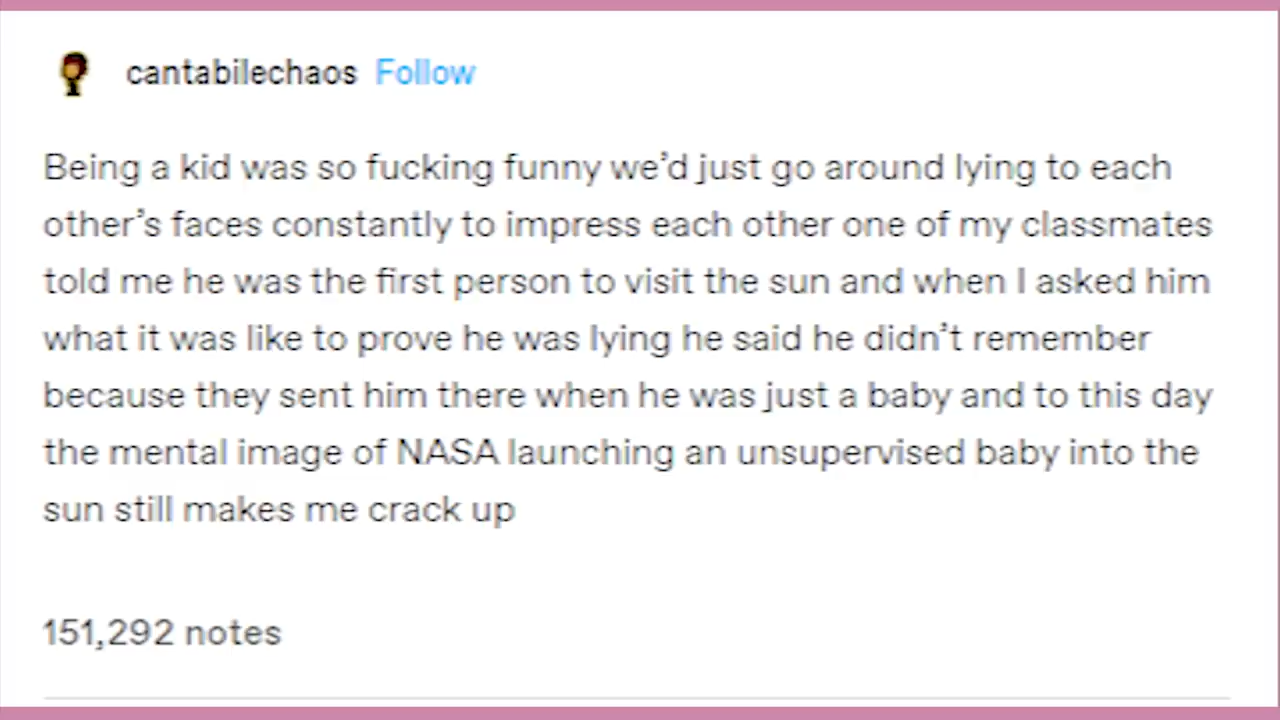 cantabilechaos Follow
Being a kid was so fucking funny we’d just go around lying to each
other’s faces constantly to impress each other one of my classmates
told me he was the first person to visit the sun and when I asked him
what it was like to prove he was lying he said he didn’t remember
because they sent him there when he was just a baby and to this day
the mental image of NASA launching an unsupervised baby into the
sun still makes me crack up
151,292 notes